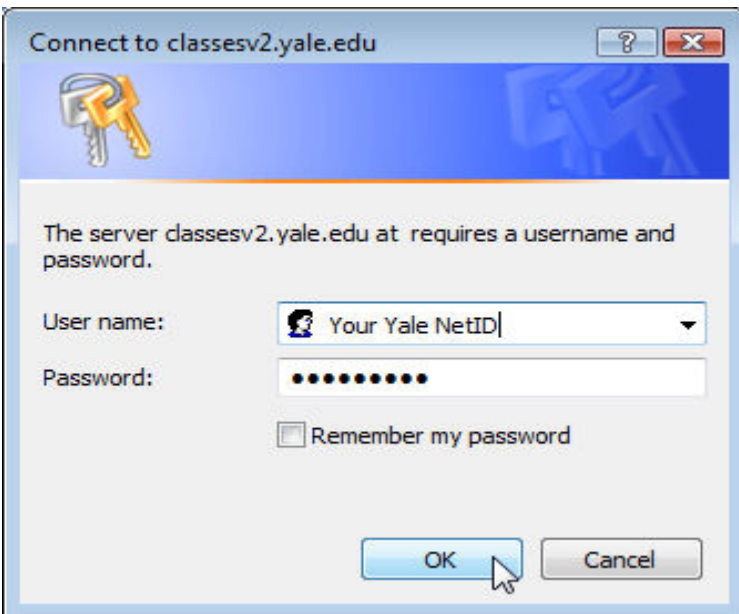 Connect to classesv2.yale.edu
?
The server classesv2.yale.edu at requires a username and
password.
User name:
Your Yale NetID
Password:
•••••••••
Remember my password
OK
Cancel